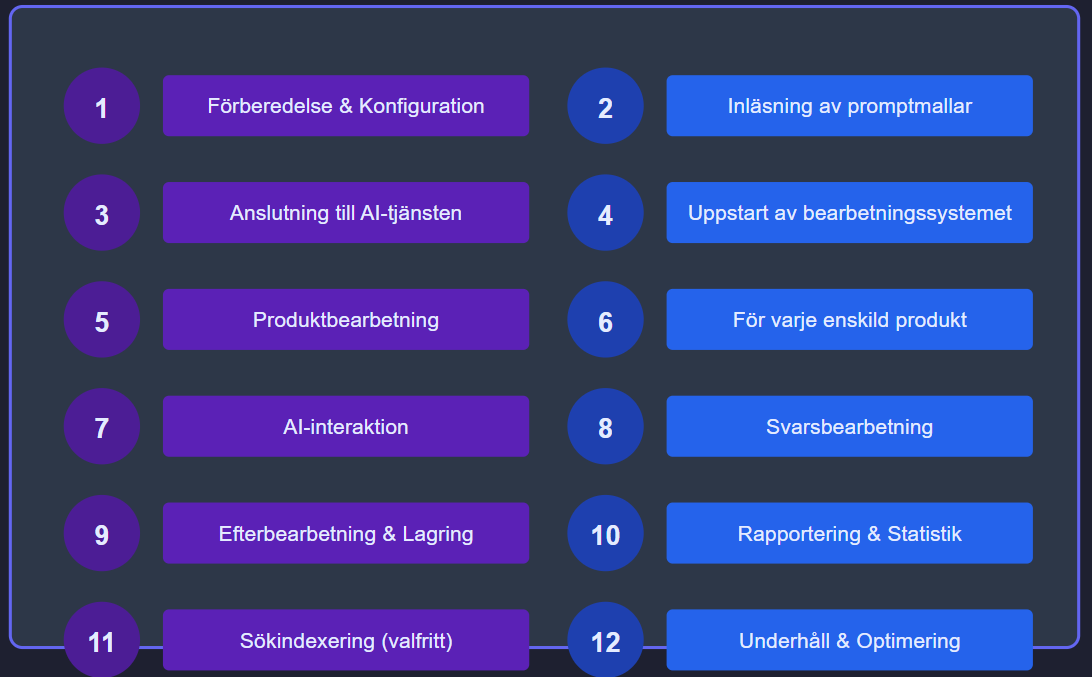 1
Förberedelse & Konfiguration
2
Inläsning av promptmallar
3
Anslutning till AI-tjänsten
4
Uppstart av bearbetningssystemet
5
Produktbearbetning
6
För varje enskild produkt
7
AI-interaktion
8
Svarsbearbetning
9
Efterbearbetning & Lagring
10
Rapportering & Statistik
11
Sökindexering (valfritt)
12
Underhåll & Optimering